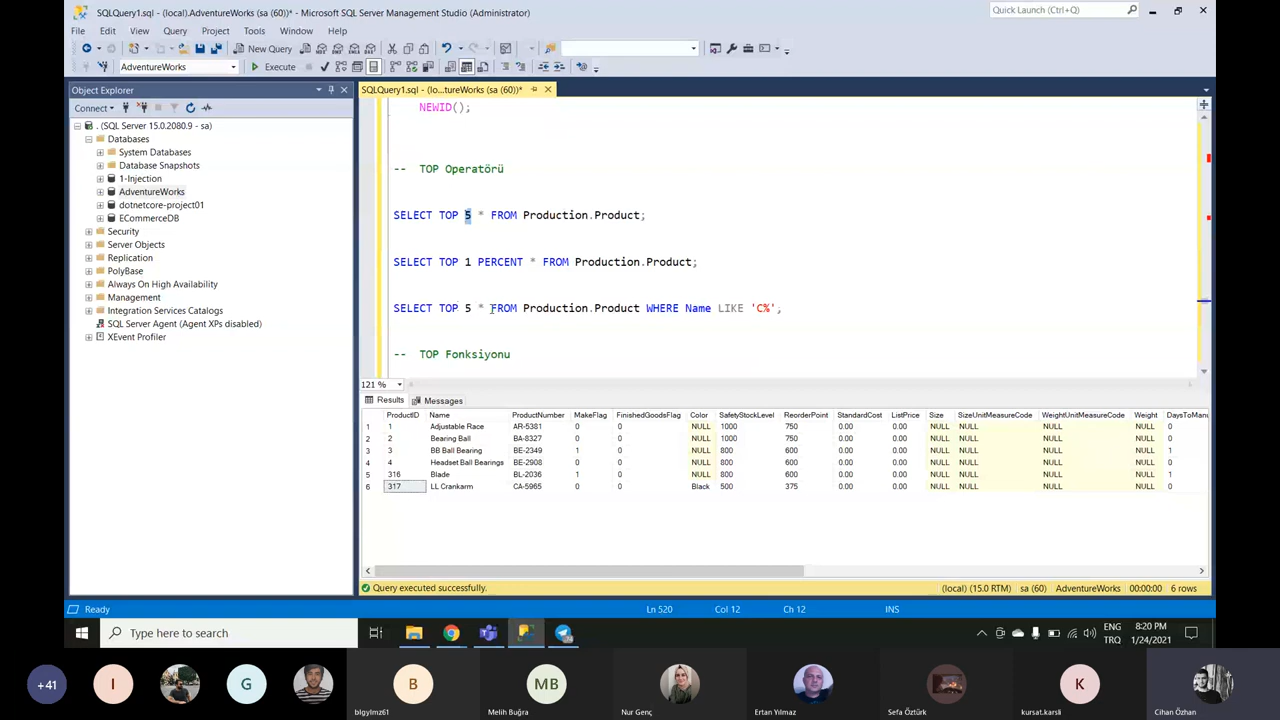 SQLQuery1.sql - (local).AdventureWorks (sa (60))* - Microsoft SQL Server Management Studio (Administrator)
Quick Launch (Ctrl+Q)
File Edit View Query Project Tools Window Help
New Query
AdventureWorks Execute
Object Explorer
SQLQuery1.sql - (lo...tureWorks (sa (60))*
Connect
. (SQL Server 15.0.2080.9 - sa)
Databases
System Databases
Database Snapshots
1-Injection
AdventureWorks
dotnetcore-project01
ECommerceDB
Security
Server Objects
Replication
PolyBase
Always On High Availability
Management
Integration Services Catalogs
SQL Server Agent (Agent XPs disabled)
XEvent Profiler
NEWID();
-- TOP Operatörü
SELECT TOP 5 * FROM Production.Product;
SELECT TOP 1 PERCENT * FROM Production.Product;
SELECT TOP 5 * FROM Production.Product WHERE Name LIKE 'C%';
-- TOP Fonksiyonu
121 %
Results Messages
ProductID Name ProductNumber MakeFlag FinishedGoodsFlag Color SafetyStockLevel ReorderPoint StandardCost ListPrice Size SizeUnitMeasureCode WeightUnitMeasureCode Weight DaysToManu
1 1 Adjustable Race AR-5381 0 0 NULL 1000 750 0.00 0.00 NULL NULL NULL NULL 0
2 2 Bearing Ball BA-8327 0 0 NULL 1000 750 0.00 0.00 NULL NULL NULL NULL 0
3 3 BB Ball Bearing BE-2349 1 0 NULL 800 600 0.00 0.00 NULL NULL NULL NULL 1
4 4 Headset Ball Bearings BE-2908 0 0 NULL 800 600 0.00 0.00 NULL NULL NULL NULL 0
5 316 Blade BL-2036 1 0 NULL 800 600 0.00 0.00 NULL NULL NULL NULL 1
6 317 LL Crankarm CA-5965 0 0 Black 500 375 0.00 0.00 NULL NULL NULL NULL 0
Query executed successfully. (local) (15.0 RTM) sa (60) AdventureWorks 00:00:00 6 rows
Ready Ln 520 Col 12 Ch 12 INS
Type here to search
ENG 8:20 PM
TRQ 1/24/2021
+41 I G B MB K
blgylmz61 Melih Buğra Nur Genç Ertan Yılmaz Sefa Öztürk kursat.karsli Cihan Özhan